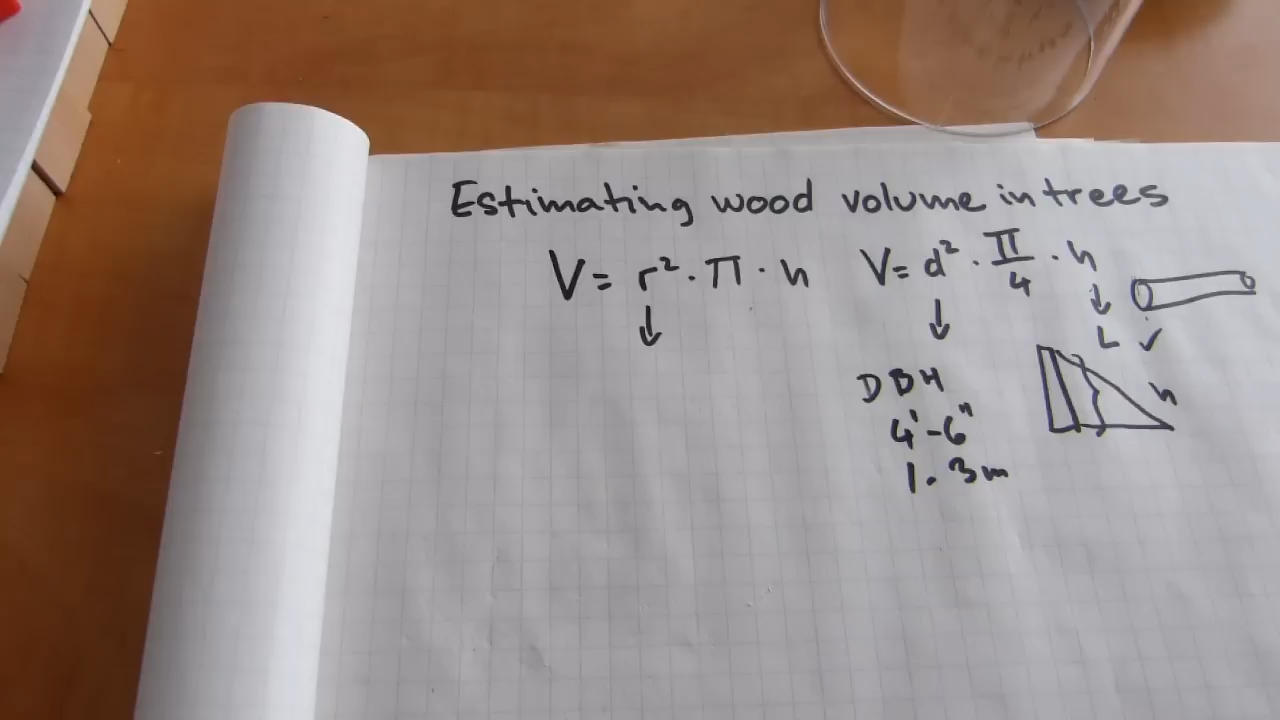 Estimating wood volume in trees
V = r² · π · h
V = d² · π/4 · h
↓ ↓ ↓
L ✓
DBH
h
4'-6"
1.3m